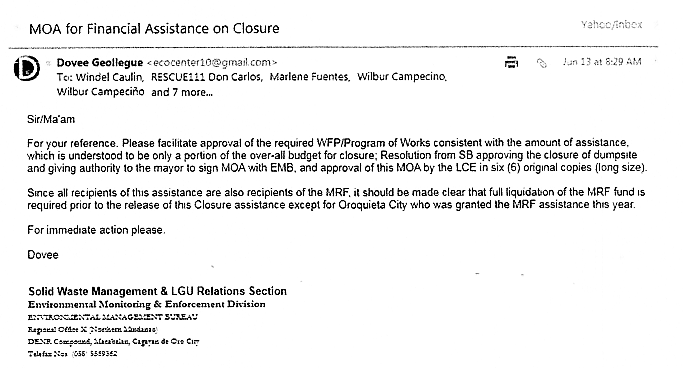 MOA for Financial Assistance on Closure
Yahoo/Inbox
Dovee Geollegue <ecocenter10@gmail.com>
Jun 13 at 8:29 AM
To: Windel Caulin, RESCUE111 Don Carlos, Marlene Fuentes, Wilbur Campecino,
Wilbur Campeciño and 7 more...
Sir/Ma'am
For your reference. Please facilitate approval of the required WFP/Program of Works consistent with the amount of assistance,
which is understood to be only a portion of the over-all budget for closure; Resolution from SB approving the closure of dumpsite
and giving authority to the mayor to sign MOA with EMB, and approval of this MOA by the LCE in six (6) original copies (long size).
Since all recipients of this assistance are also recipients of the MRF, it should be made clear that full liquidation of the MRF fund is
required prior to the release of this Closure assistance except for Oroquieta City who was granted the MRF assistance this year.
For immediate action please.
Dovee
Solid Waste Management & LGU Relations Section
Environmental Monitoring & Enforcement Division
ENVIRONMENTAL MANAGEMENT BUREAU
Regional Office X (Northern Mindanao)
DENR Compound, Macabalan, Cagayan de Oro City
Telefax Nos.